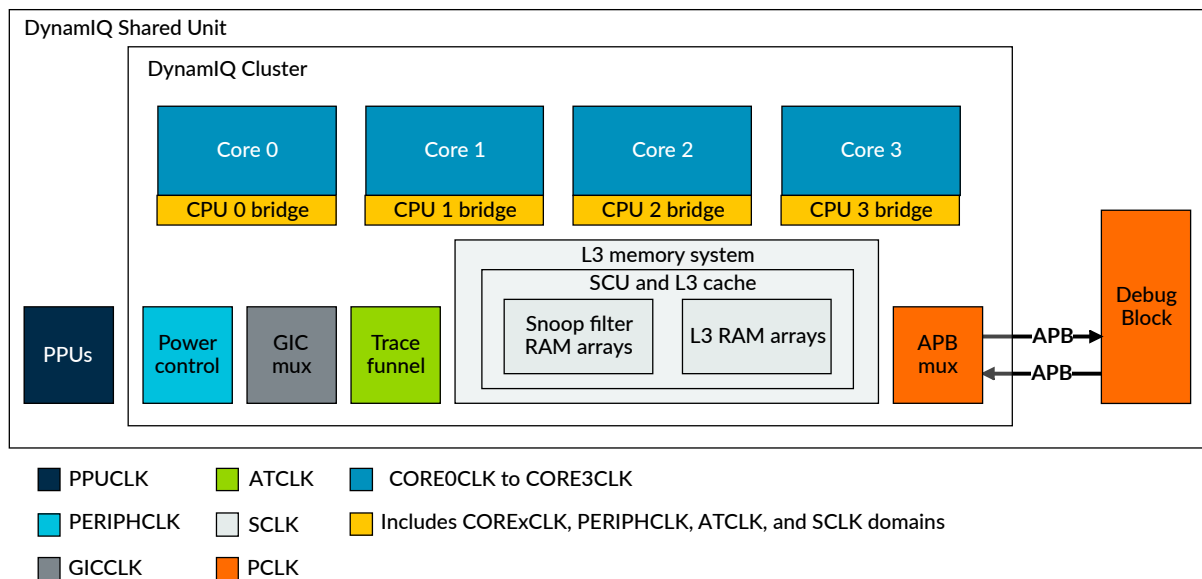 DynamIQ Shared Unit
DynamIQ Cluster
Core 0
Core 1
Core 2
Core 3
CPU 0 bridge
CPU 1 bridge
CPU 2 bridge
CPU 3 bridge
L3 memory system
SCU and L3 cache
Snoop filter
RAM arrays
L3 RAM arrays
PPUs
Power
control
GIC
mux
Trace
funnel
APB
mux
APB
APB
Debug
Block
PPUCLK
ATCLK
CORE0CLK to CORE3CLK
PERIPHCLK
SCLK
Includes CORExCLK, PERIPHCLK, ATCLK, and SCLK domains
GICCLK
PCLK